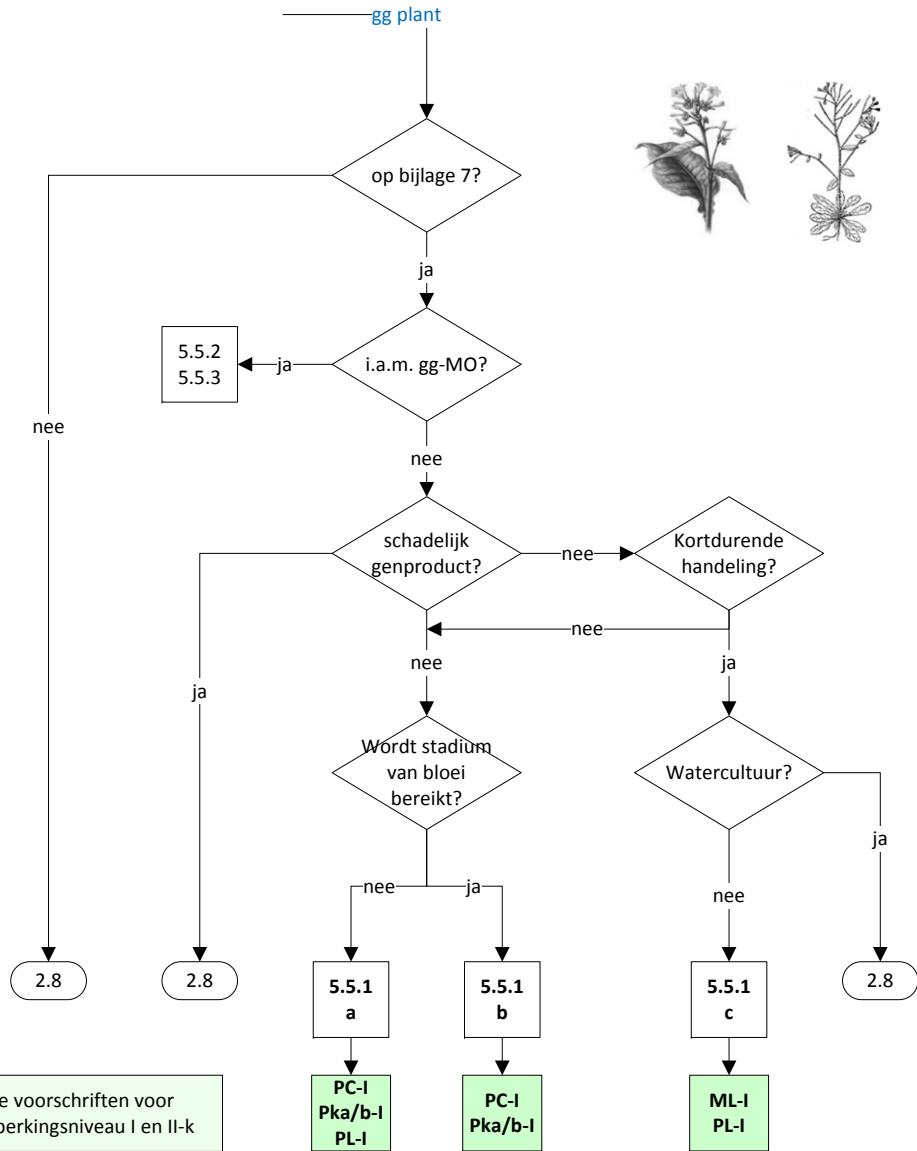 gg plant
op bijlage 7?
ja
i.a.m. gg-MO?
ja
5.5.2
5.5.3
nee
nee
schadelijk
genproduct?
nee
Kortdurende
handeling?
nee
nee
ja
ja
Wordt stadium
van bloei
bereikt?
Watercultuur?
ja
nee
ja
nee
2.8
2.8
5.5.1
a
5.5.1
b
5.5.1
c
2.8
e voorschriften voor
perkingsniveau I en II-k
PC-I
Pka/b-I
PL-I
PC-I
Pka/b-I
ML-I
PL-I